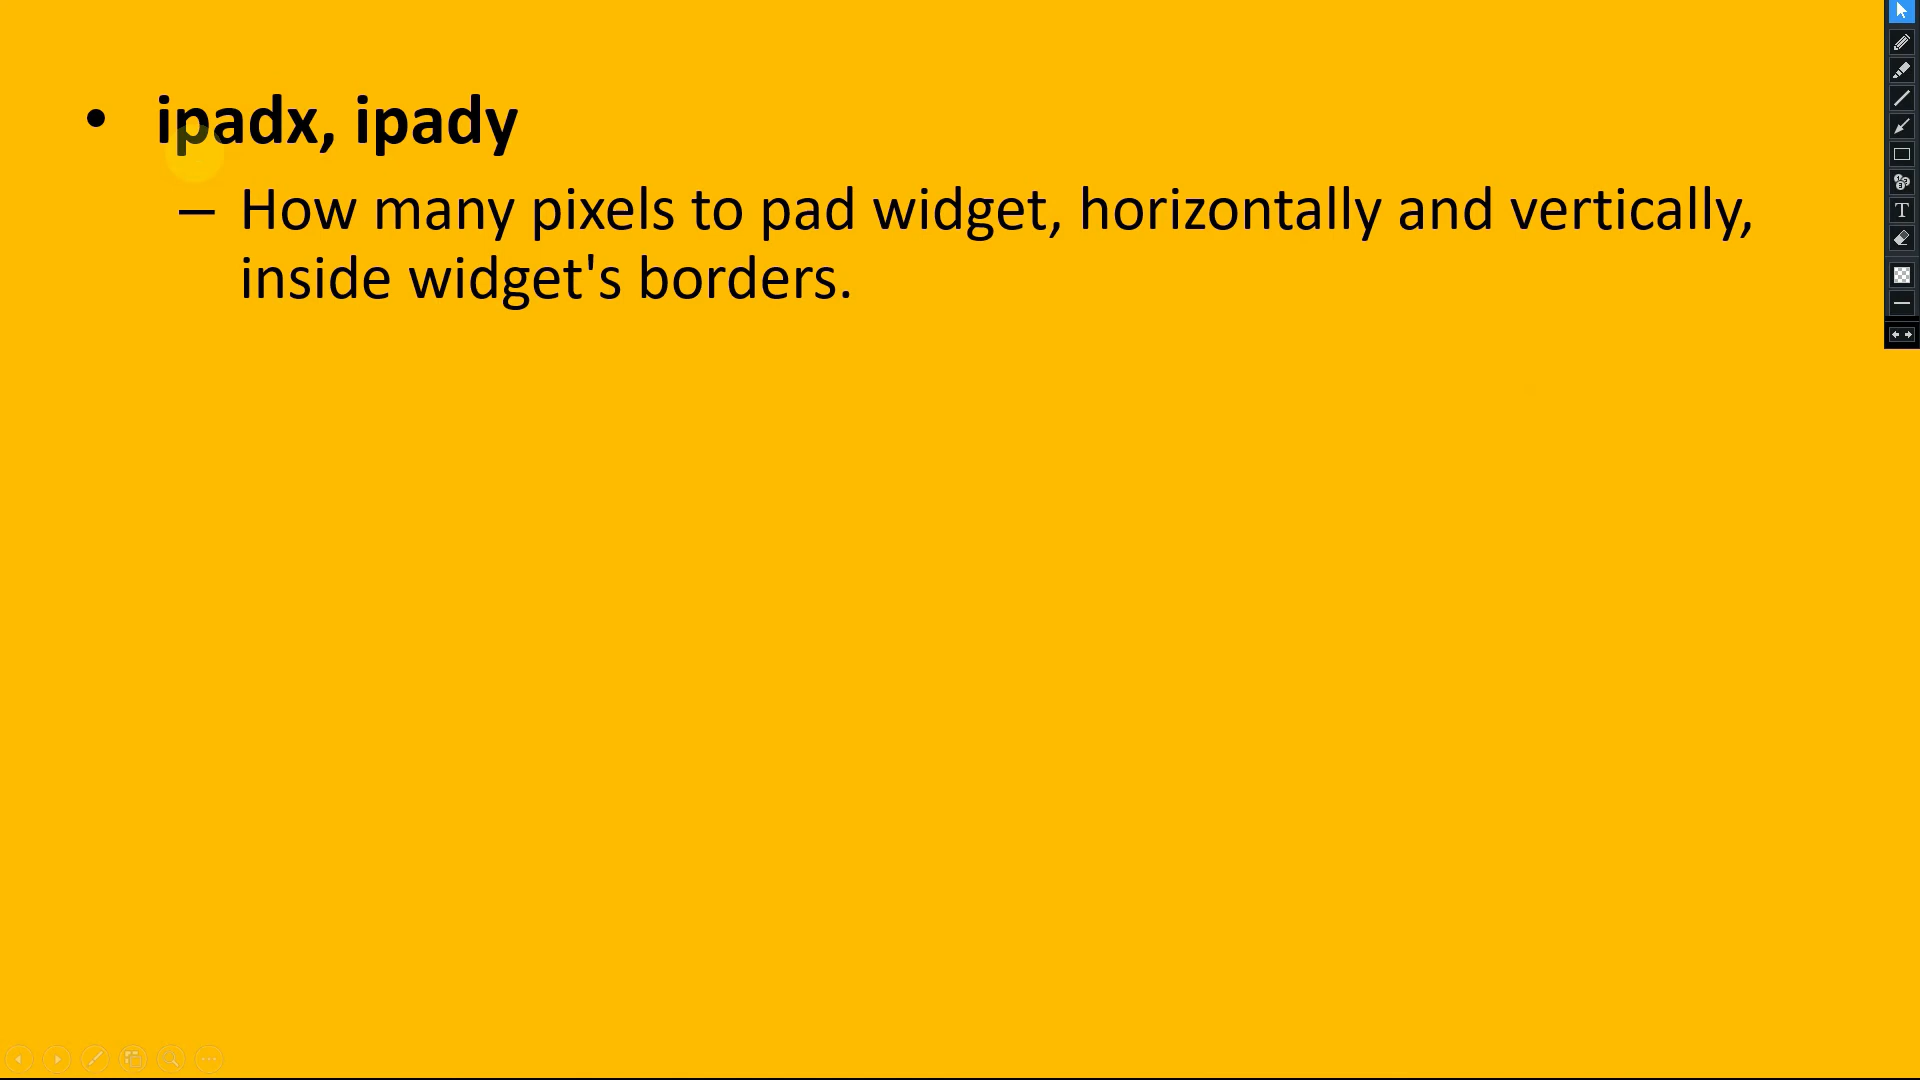 • ipadx, ipady
– How many pixels to pad widget, horizontally and vertically,
inside widget's borders.